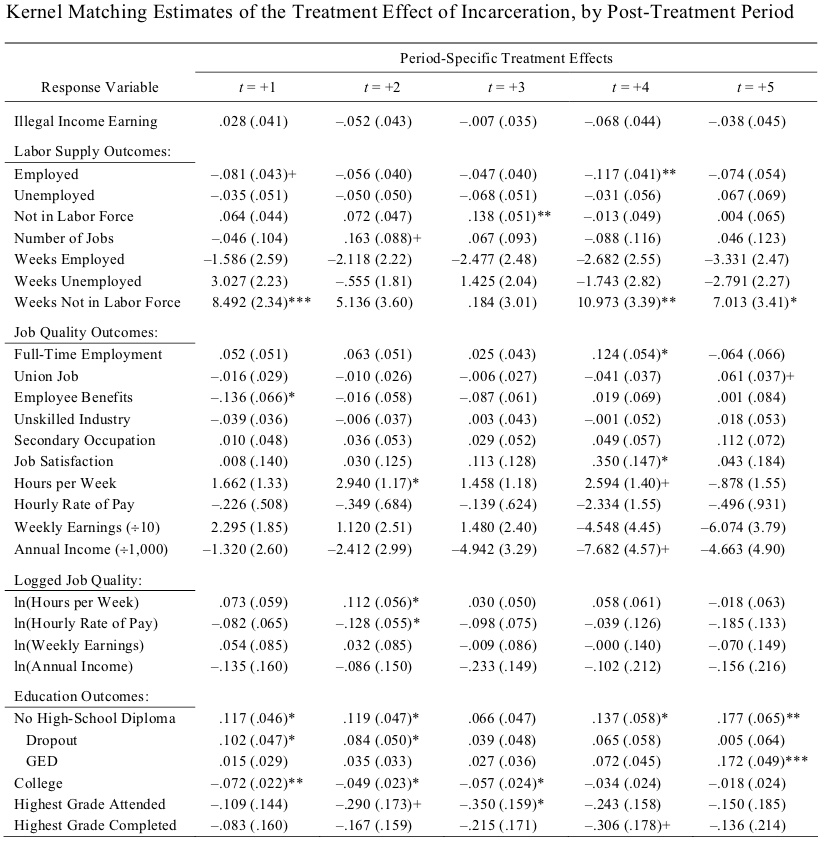 Kernel Matching Estimates of the Treatment Effect of Incarceration, by Post-Treatment Period
Period-Specific Treatment Effects
Response Variable t = +1 t = +2 t = +3 t = +4 t = +5
Illegal Income Earning .028 (.041) –.052 (.043) –.007 (.035) –.068 (.044) –.038 (.045)
Labor Supply Outcomes:
Employed –.081 (.043)+ –.056 (.040) –.047 (.040) –.117 (.041)** –.074 (.054)
Unemployed –.035 (.051) –.050 (.050) –.068 (.051) –.031 (.056) .067 (.069)
Not in Labor Force .064 (.044) .072 (.047) .138 (.051)** –.013 (.049) .004 (.065)
Number of Jobs –.046 (.104) .163 (.088)+ .067 (.093) –.088 (.116) .046 (.123)
Weeks Employed –1.586 (2.59) –2.118 (2.22) –2.477 (2.48) –2.682 (2.55) –3.331 (2.47)
Weeks Unemployed 3.027 (2.23) –.555 (1.81) 1.425 (2.04) –1.743 (2.82) –2.791 (2.27)
Weeks Not in Labor Force 8.492 (2.34)*** 5.136 (3.60) .184 (3.01) 10.973 (3.39)** 7.013 (3.41)*
Job Quality Outcomes:
Full-Time Employment .052 (.051) .063 (.051) .025 (.043) .124 (.054)* –.064 (.066)
Union Job –.016 (.029) –.010 (.026) –.006 (.027) –.041 (.037) .061 (.037)+
Employee Benefits –.136 (.066)* –.016 (.058) –.087 (.061) .019 (.069) .001 (.084)
Unskilled Industry –.039 (.036) –.006 (.037) .003 (.043) –.001 (.052) .018 (.053)
Secondary Occupation .010 (.048) .036 (.053) .029 (.052) .049 (.057) .112 (.072)
Job Satisfaction .008 (.140) .030 (.125) .113 (.128) .350 (.147)* .043 (.184)
Hours per Week 1.662 (1.33) 2.940 (1.17)* 1.458 (1.18) 2.594 (1.40)+ –.878 (1.55)
Hourly Rate of Pay –.226 (.508) –.349 (.684) –.139 (.624) –2.334 (1.55) –.496 (.931)
Weekly Earnings (÷10) 2.295 (1.85) 1.120 (2.51) 1.480 (2.40) –4.548 (4.45) –6.074 (3.79)
Annual Income (÷1,000) –1.320 (2.60) –2.412 (2.99) –4.942 (3.29) –7.682 (4.57)+ –4.663 (4.90)
Logged Job Quality:
ln(Hours per Week) .073 (.059) .112 (.056)* .030 (.050) .058 (.061) –.018 (.063)
ln(Hourly Rate of Pay) –.082 (.065) –.128 (.055)* –.098 (.075) –.039 (.126) –.185 (.133)
ln(Weekly Earnings) .054 (.085) .032 (.085) –.009 (.086) –.000 (.140) –.070 (.149)
ln(Annual Income) –.135 (.160) –.086 (.150) –.233 (.149) –.102 (.212) –.156 (.216)
Education Outcomes:
No High-School Diploma .117 (.046)* .119 (.047)* .066 (.047) .137 (.058)* .177 (.065)**
Dropout .102 (.047)* .084 (.050)* .039 (.048) .065 (.058) .005 (.064)
GED .015 (.029) .035 (.033) .027 (.036) .072 (.045) .172 (.049)***
College –.072 (.022)** –.049 (.023)* –.057 (.024)* –.034 (.024) –.018 (.024)
Highest Grade Attended –.109 (.144) –.290 (.173)+ –.350 (.159)* –.243 (.158) –.150 (.185)
Highest Grade Completed –.083 (.160) –.167 (.159) –.215 (.171) –.306 (.178)+ –.136 (.214)